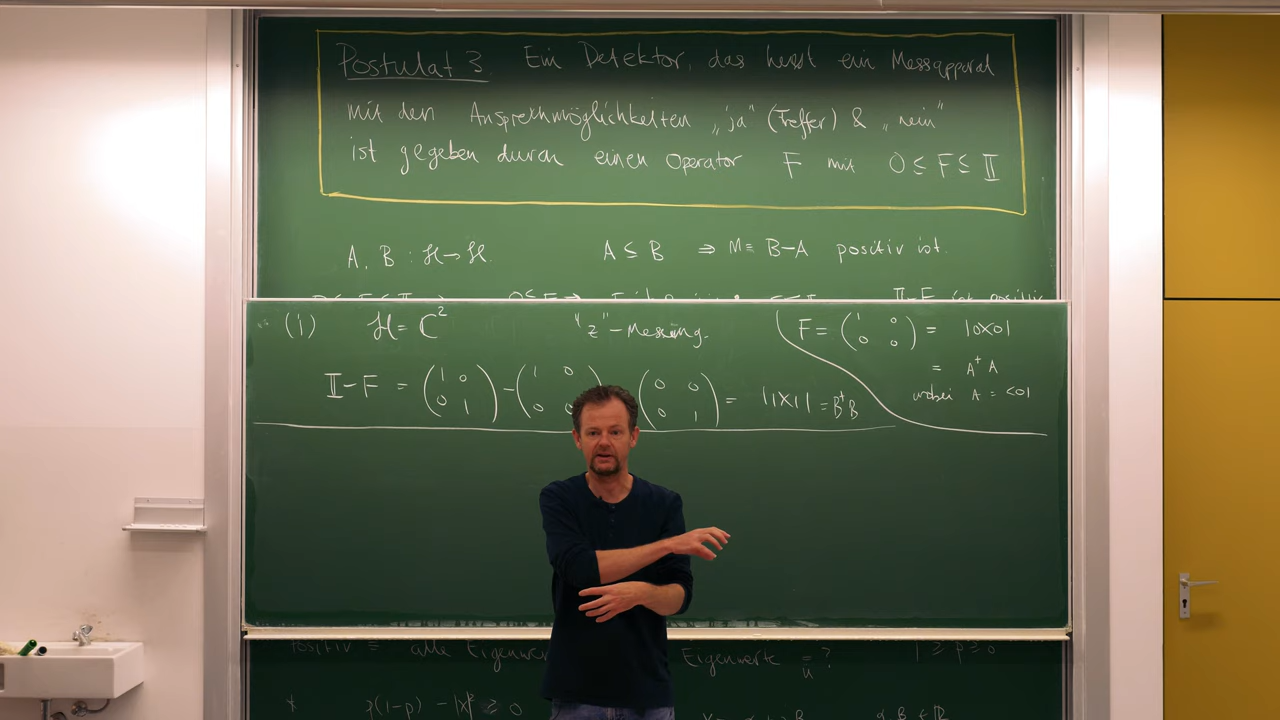 Postulat 3 Ein Detektor, das heisst ein Messapparat
mit den Ansprechmöglichkeiten „ja" (Treffer) & „nein"
ist gegeben durch einen Operator F mit 0 ≤ F ≤ 𝕀
A, B : ℋ → ℋ. A ≤ B ⇒ M = B−A positiv ist.
(i) ℋ = ℂ² "z"-Messung. F = (1 0 / 0 0) = |0⟩⟨0|
= A†A
wobei A = ⟨0|
𝕀−F = (1 0 / 0 1) − (1 0 / 0 0) (0 0 / 0 1) = |1⟩⟨1| = B†B
Positiv = alle Eigenwer Eigenwerte = ? 1 ≥ p ≥ 0
* p(1−p) − |x|² ≥ 0